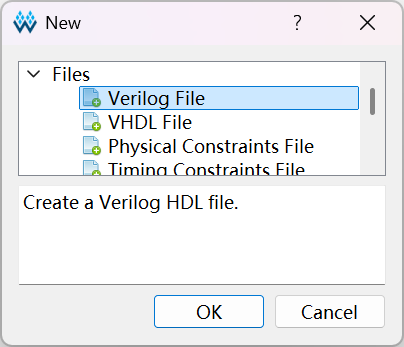 New
?
Files
Verilog File
VHDL File
Physical Constraints File
Timing Constraints File
Create a Verilog HDL file.
OK
Cancel